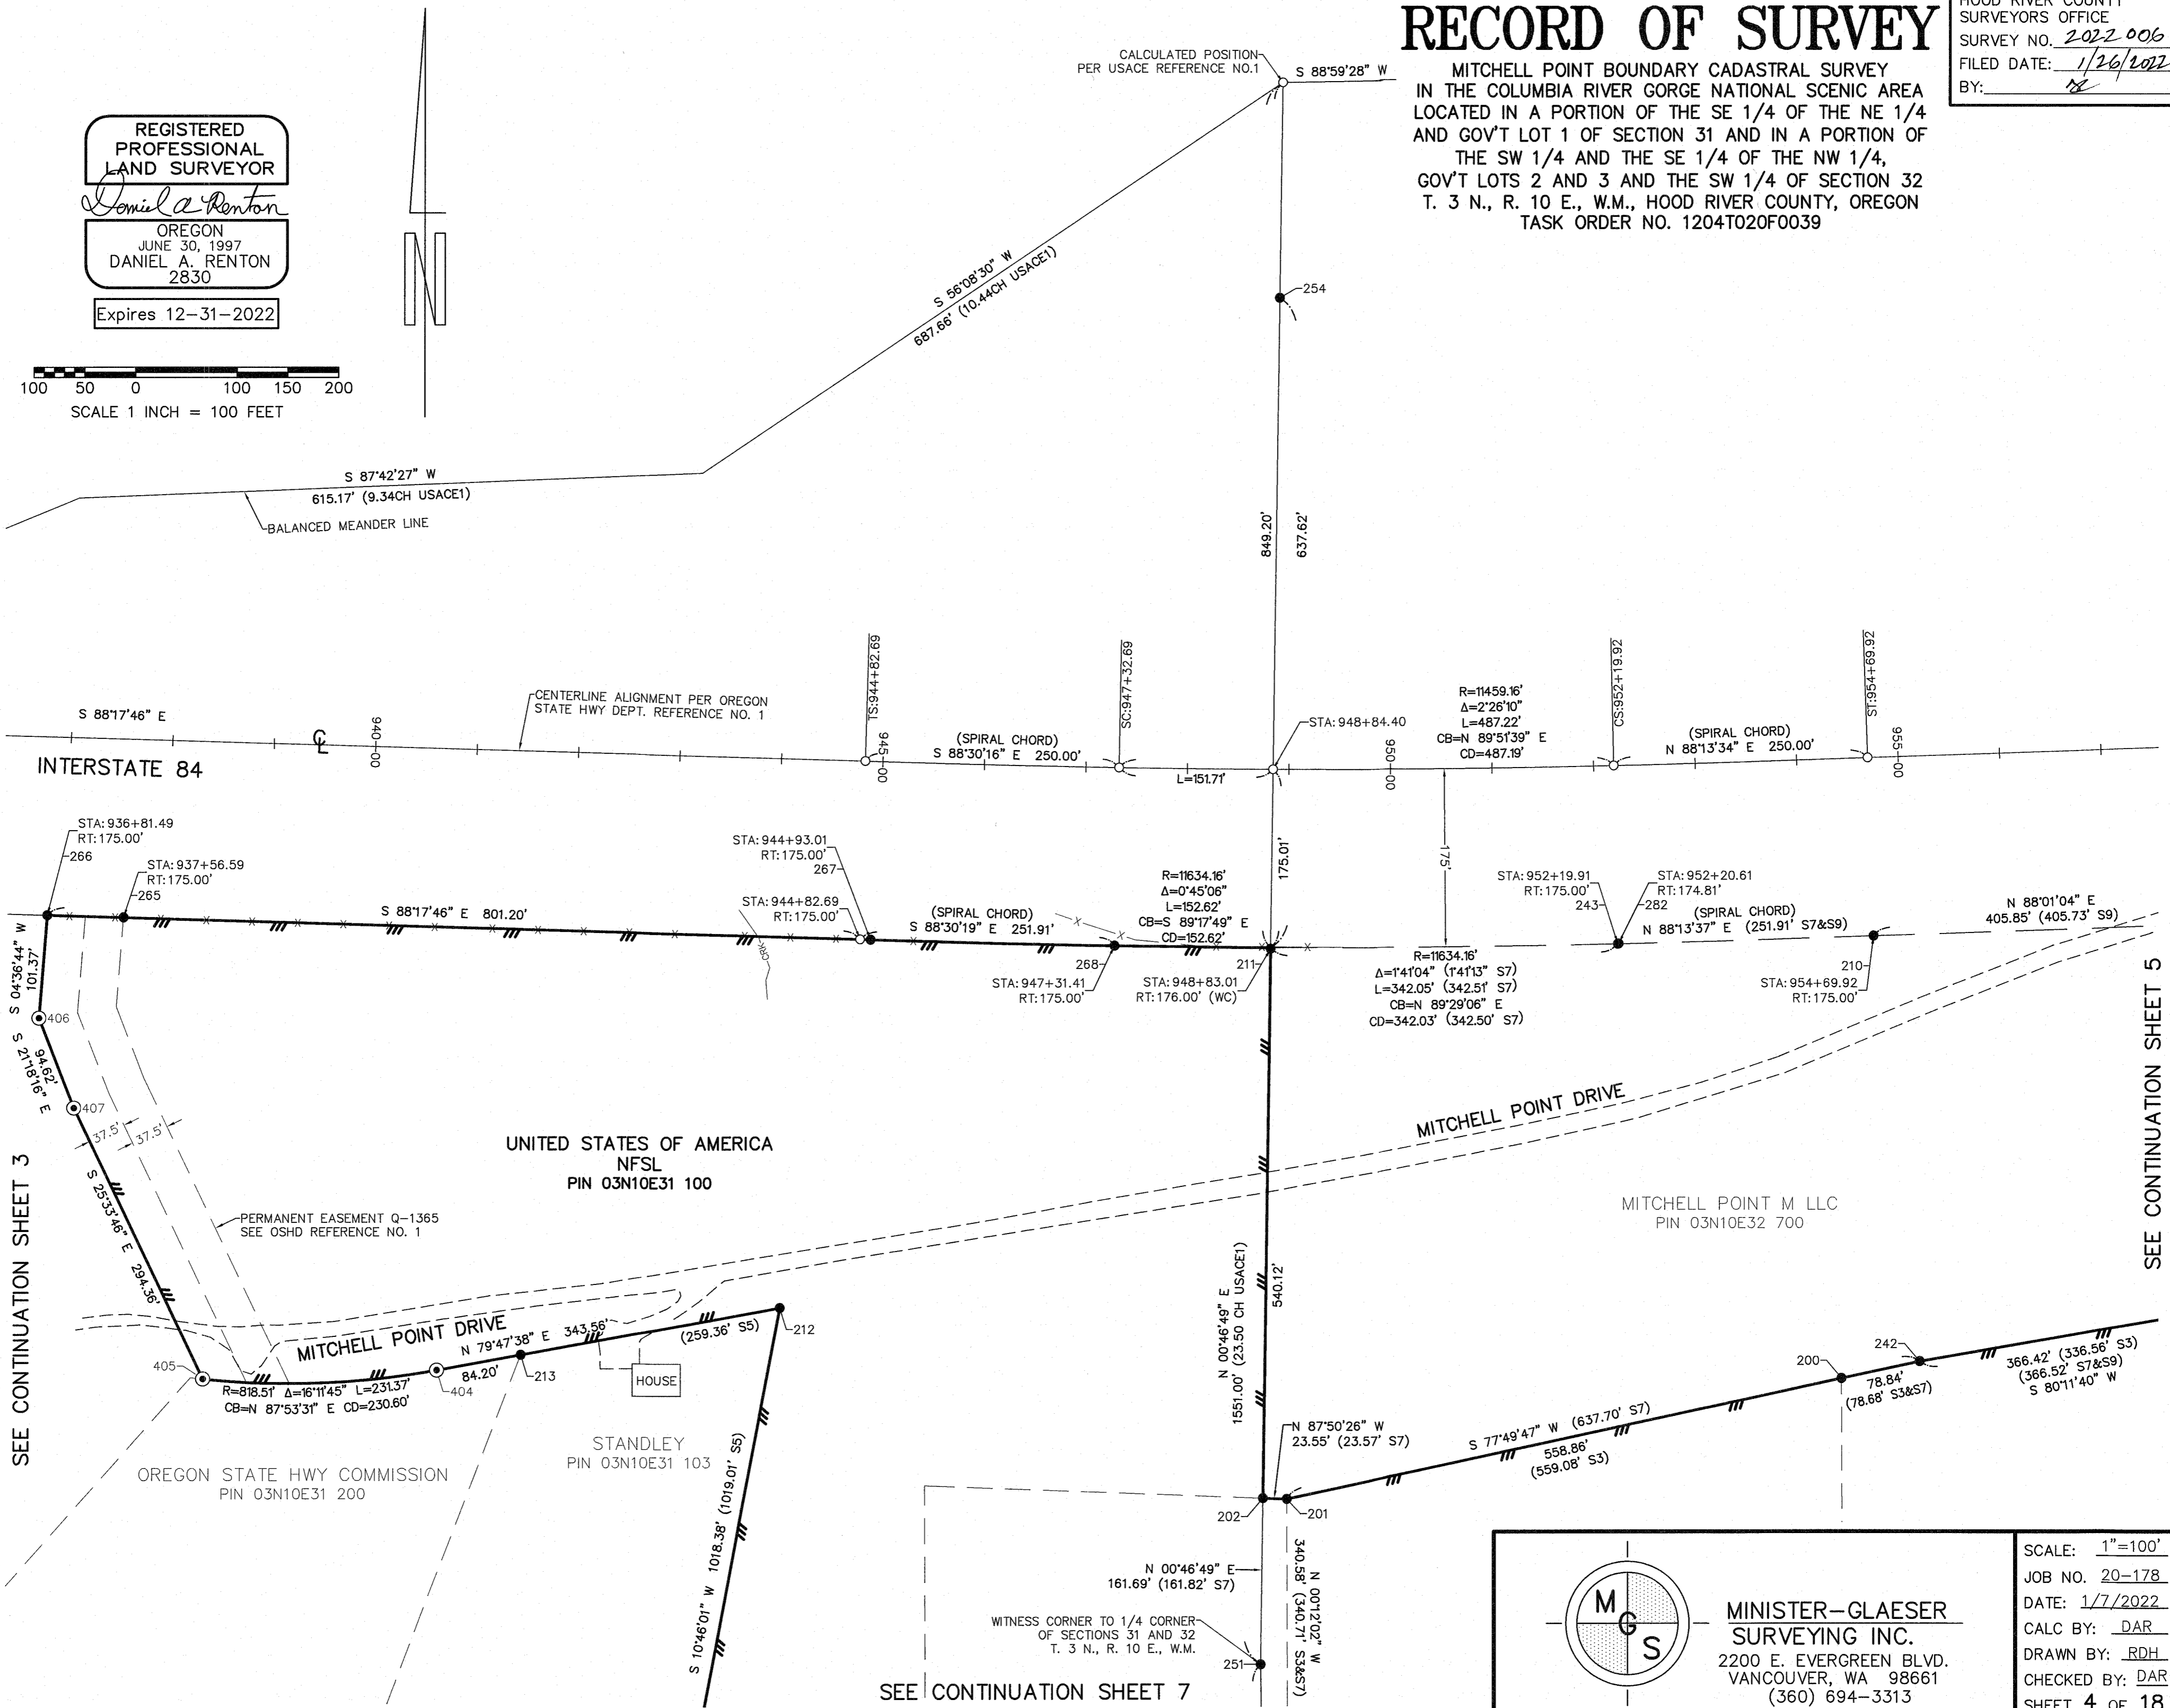 RECORD OF SURVEY
MITCHELL POINT BOUNDARY CADASTRAL SURVEY
IN THE COLUMBIA RIVER GORGE NATIONAL SCENIC AREA
LOCATED IN A PORTION OF THE SE 1/4 OF THE NE 1/4
AND GOV'T LOT 1 OF SECTION 31 AND IN A PORTION OF
THE SW 1/4 AND THE SE 1/4 OF THE NW 1/4,
GOV'T LOTS 2 AND 3 AND THE SW 1/4 OF SECTION 32
T. 3 N., R. 10 E., W.M., HOOD RIVER COUNTY, OREGON
TASK ORDER NO. 1204T020F0039
HOOD RIVER COUNTY
SURVEYORS OFFICE
SURVEY NO. 2022006
FILED DATE: 1/26/2022
BY:
REGISTERED
PROFESSIONAL
LAND SURVEYOR
Daniel A Renton
OREGON
JUNE 30, 1997
DANIEL A. RENTON
2830
Expires 12-31-2022
N
100 50 0 100 150 200
SCALE 1 INCH = 100 FEET
CALCULATED POSITION
PER USACE REFERENCE NO.1
S 88°59'28" W
S 56°08'30" W
687.66' (10.44CH USACE1)
254
S 87°42'27" W
615.17' (9.34CH USACE1)
BALANCED MEANDER LINE
849.20'
637.62'
S 88°17'46" E
CL
940+00
CENTERLINE ALIGNMENT PER OREGON
STATE HWY DEPT. REFERENCE NO. 1
TS:944+82.69
945+00
(SPIRAL CHORD)
S 88°30'16" E 250.00'
SC:947+32.69
L=151.71'
STA:948+84.40
950+00
R=11459.16'
Δ=2°26'10"
L=487.22'
CB=N 89°51'39" E
CD=487.19'
CS:952+19.92
(SPIRAL CHORD)
N 88°13'34" E 250.00'
ST:954+69.92
955+00
INTERSTATE 84
STA:936+81.49
RT:175.00'
266
STA:937+56.59
RT:175.00'
265
S 88°17'46" E 801.20'
STA:944+93.01
RT:175.00'
267
STA:944+82.69
RT:175.00'
CRK
(SPIRAL CHORD)
S 88°30'19" E 251.91'
R=11634.16'
Δ=0°45'06"
L=152.62'
CB=S 89°17'49" E
CD=152.62'
175.01'
175'
268
STA:947+31.41
RT:175.00'
211
STA:948+83.01
RT:176.00' (WC)
R=11634.16'
Δ=1°41'04" (1°41'13" S7)
L=342.05' (342.51' S7)
CB=N 89°29'06" E
CD=342.03' (342.50' S7)
STA:952+19.91
RT:175.00'
243
STA:952+20.61
RT:174.81'
282
(SPIRAL CHORD)
N 88°13'37" E (251.91' S7&S9)
210
STA:954+69.92
RT:175.00'
N 88°01'04" E
405.85' (405.73' S9)
S 04°36'44" W
101.37'
406
S 21°18'16" E
94.62'
407
37.5' 37.5'
S 25°33'46" E 294.36'
PERMANENT EASEMENT Q-1365
SEE OSHD REFERENCE NO. 1
UNITED STATES OF AMERICA
NFSL
PIN 03N10E31 100
MITCHELL POINT DRIVE
MITCHELL POINT M LLC
PIN 03N10E32 700
SEE CONTINUATION SHEET 3
SEE CONTINUATION SHEET 5
MITCHELL POINT DRIVE
405
R=818.51' Δ=16°11'45" L=231.37'
CB=N 87°53'31" E CD=230.60'
404
N 79°47'38" E 343.56'
84.20'
213
(259.36' S5)
212
HOUSE
STANDLEY
PIN 03N10E31 103
OREGON STATE HWY COMMISSION
PIN 03N10E31 200
S 10°46'01" W 1018.38' (1019.01' S5)
N 00°46'49" E
1551.00' (23.50 CH USACE1)
540.12'
N 87°50'26" W
23.55' (23.57' S7)
202
201
S 77°49'47" W (637.70' S7)
558.86'
(559.08' S3)
200
78.84'
(78.68' S3&S7)
242
366.42' (336.56' S3)
(366.52' S7&S9)
S 80°11'40" W
N 00°46'49" E
161.69' (161.82' S7)
WITNESS CORNER TO 1/4 CORNER
OF SECTIONS 31 AND 32
T. 3 N., R. 10 E., W.M.
251
N 00°12'02" W
340.58' (340.71' S3&S7)
SEE CONTINUATION SHEET 7
MGS
MINISTER-GLAESER
SURVEYING INC.
2200 E. EVERGREEN BLVD.
VANCOUVER, WA 98661
(360) 694-3313
SCALE: 1"=100'
JOB NO. 20-178
DATE: 1/7/2022
CALC BY: DAR
DRAWN BY: RDH
CHECKED BY: DAR
SHEET 4 OF 18